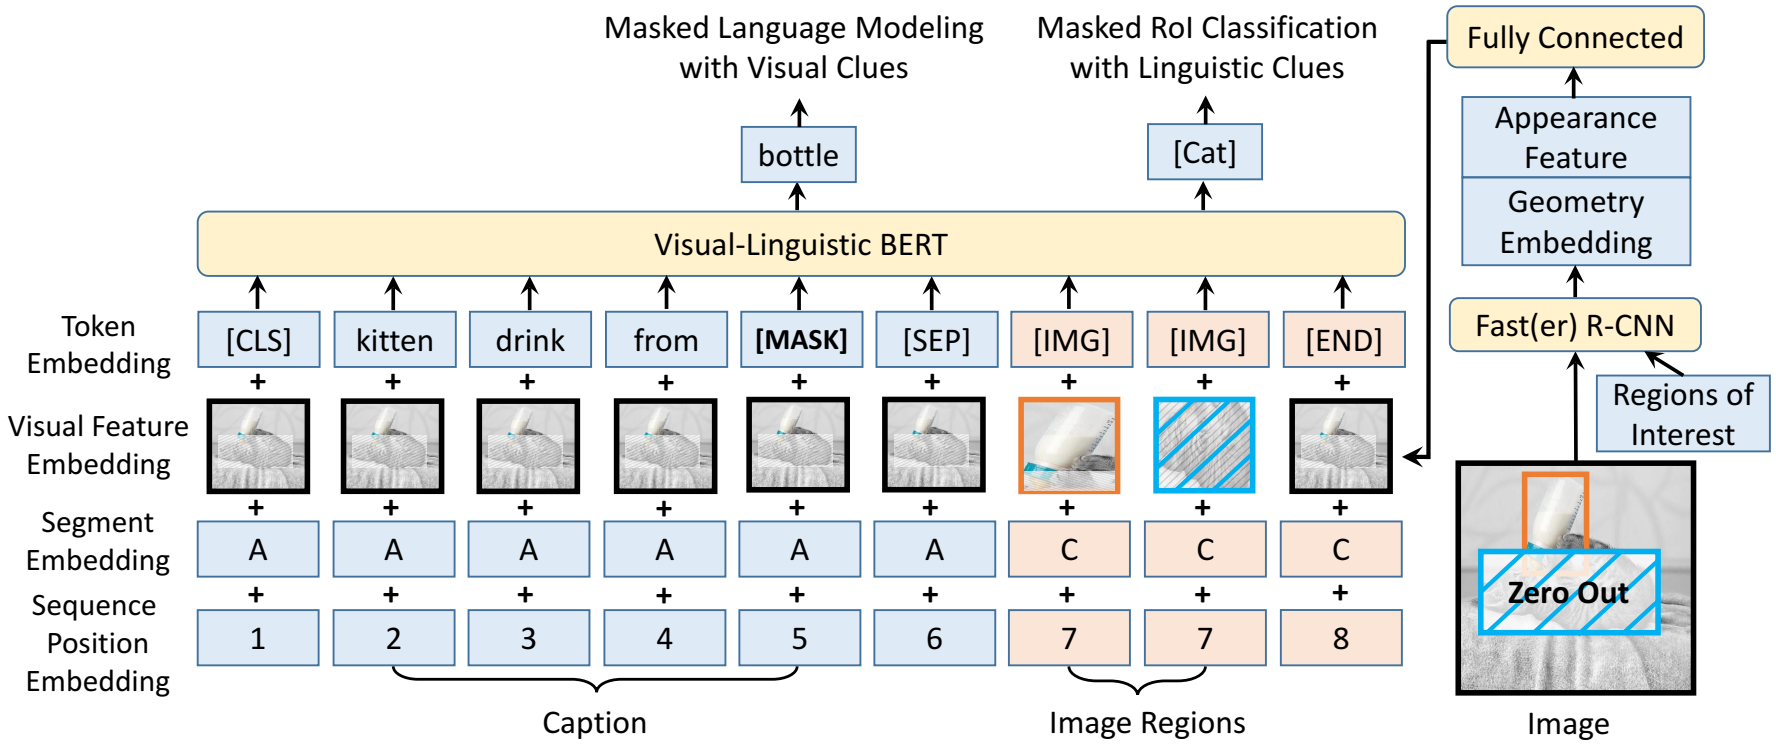 Masked Language Modeling
with Visual Clues
Masked RoI Classification
with Linguistic Clues
Fully Connected
Appearance
Feature
Geometry
Embedding
bottle
[Cat]
Visual-Linguistic BERT
Fast(er) R-CNN
Regions of
Interest
Token
Embedding
[CLS] kitten drink from [MASK] [SEP] [IMG] [IMG] [END]
+ + + + + + + + +
Visual Feature
Embedding
+ + + + + + + + +
Segment
Embedding
A A A A A A C C C
+ + + + + + + + +
Sequence
Position
Embedding
1 2 3 4 5 6 7 7 8
Zero Out
Caption
Image Regions
Image